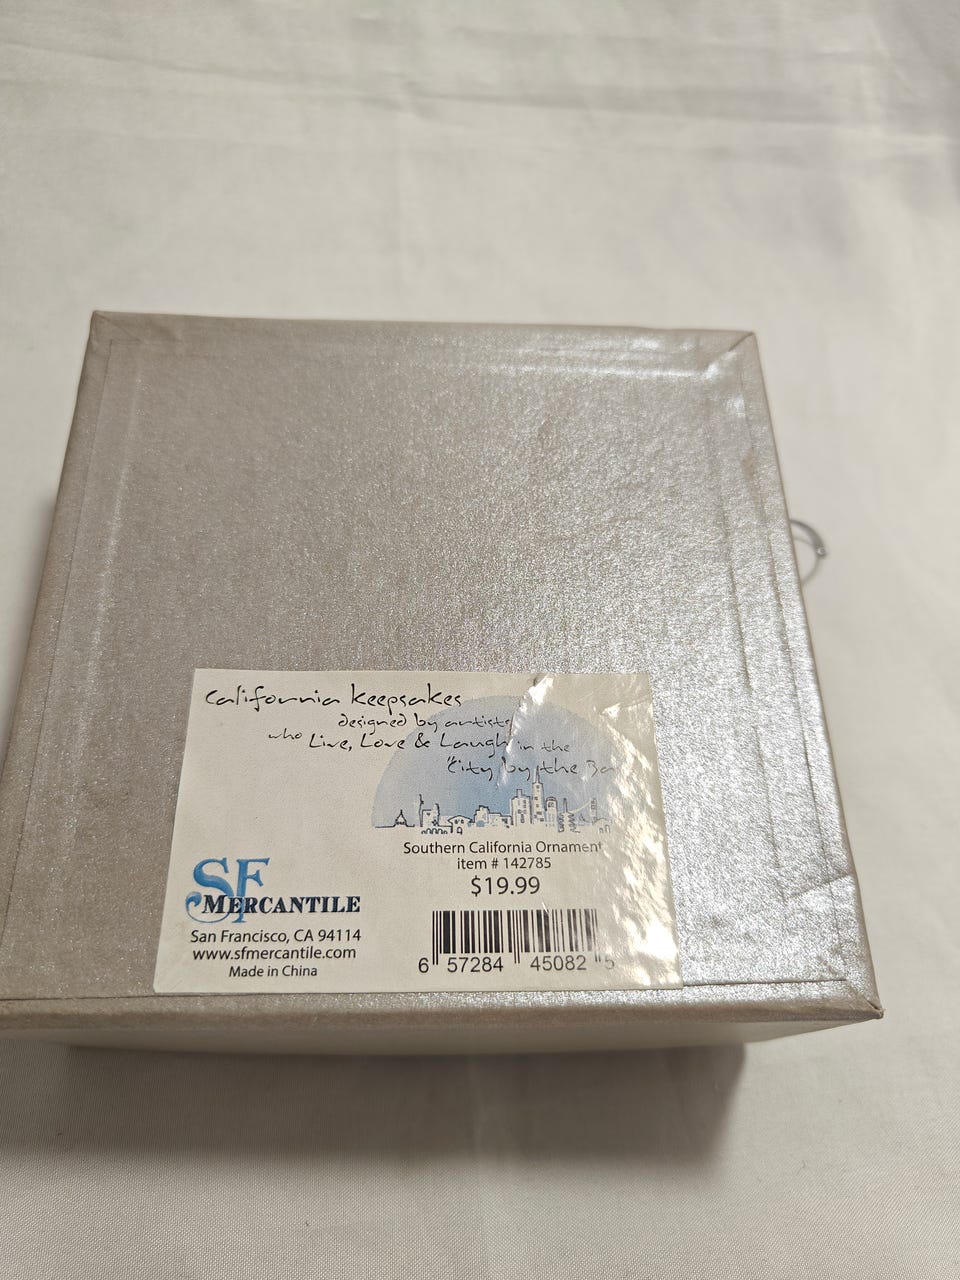 California Keepsakes
designed by artists
who Live, Love & Laugh in the
"City by the Ba
Southern California Ornament
item # 142785
$19.99
SF
MERCANTILE
San Francisco, CA 94114
www.sfmercantile.com
Made in China
6 57284 45082 5